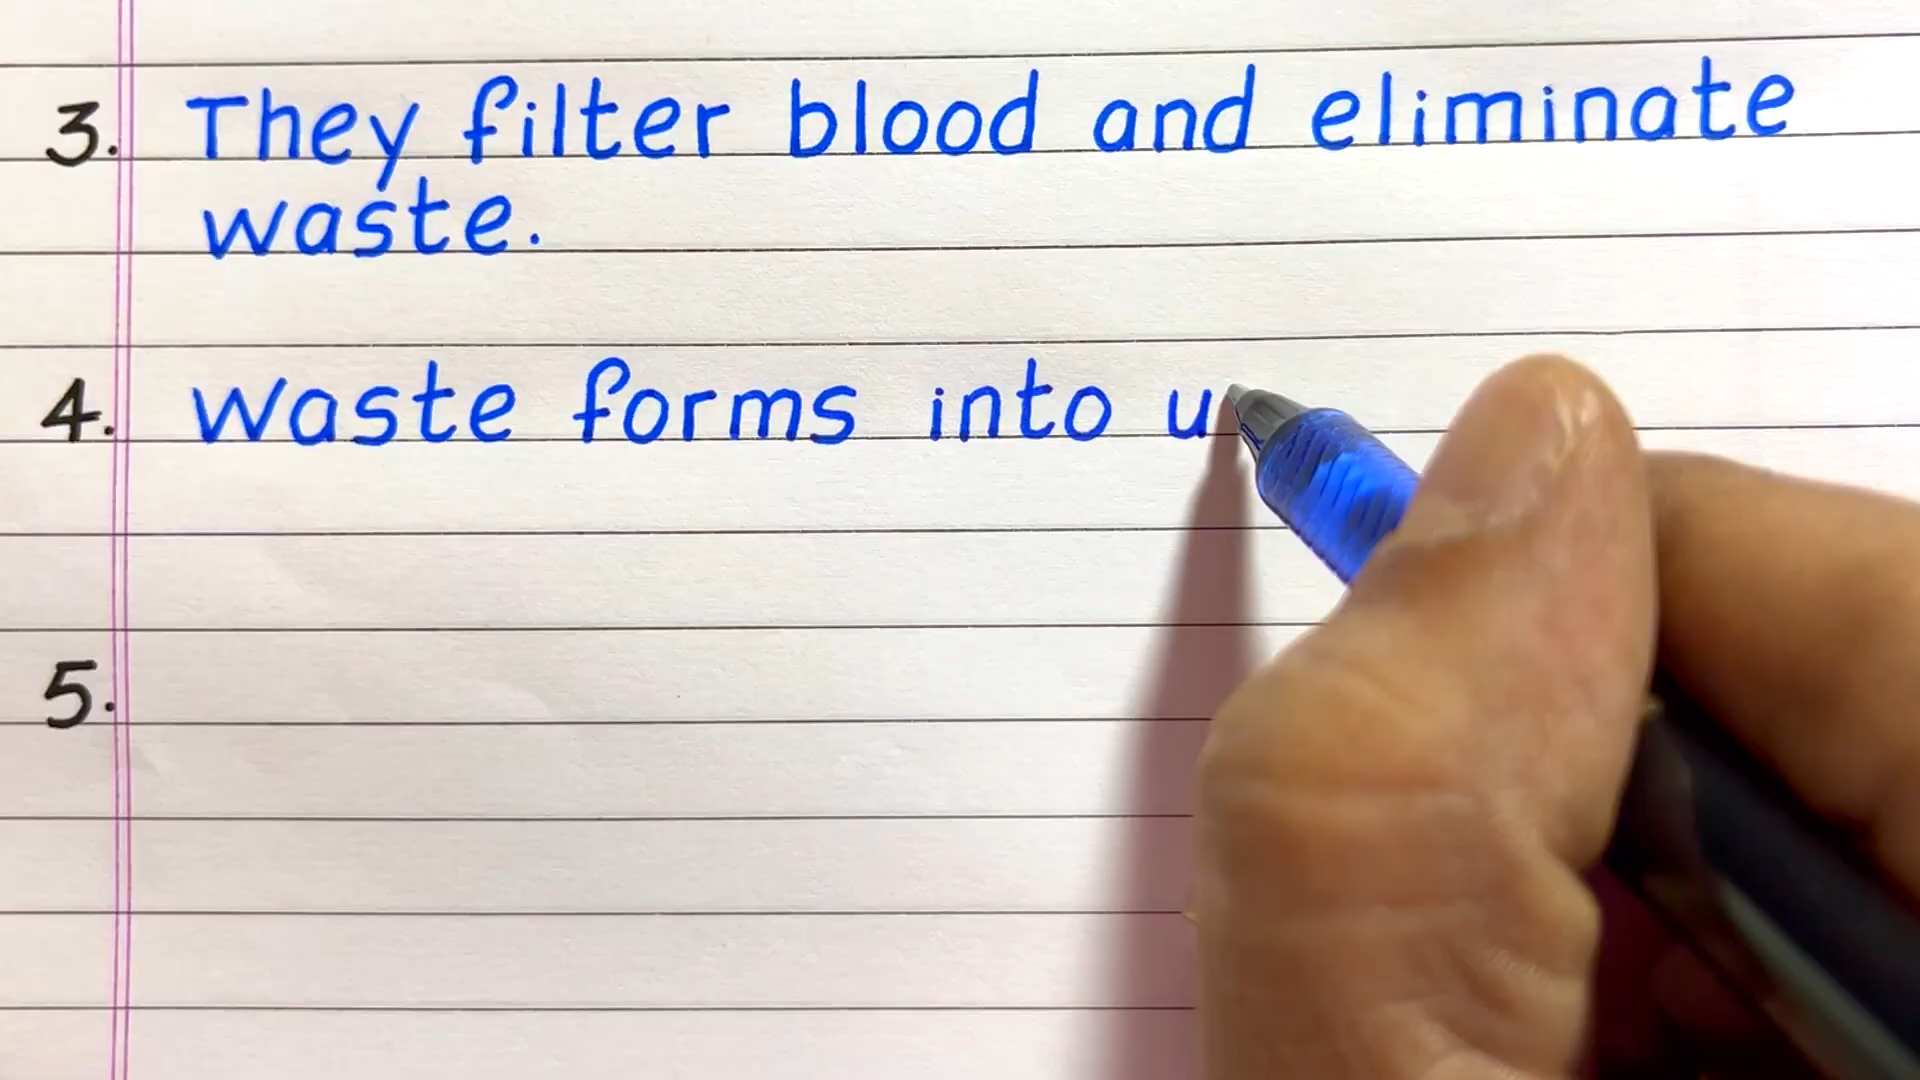 3. They filter blood and eliminate
waste.
4. Waste forms into u
5.